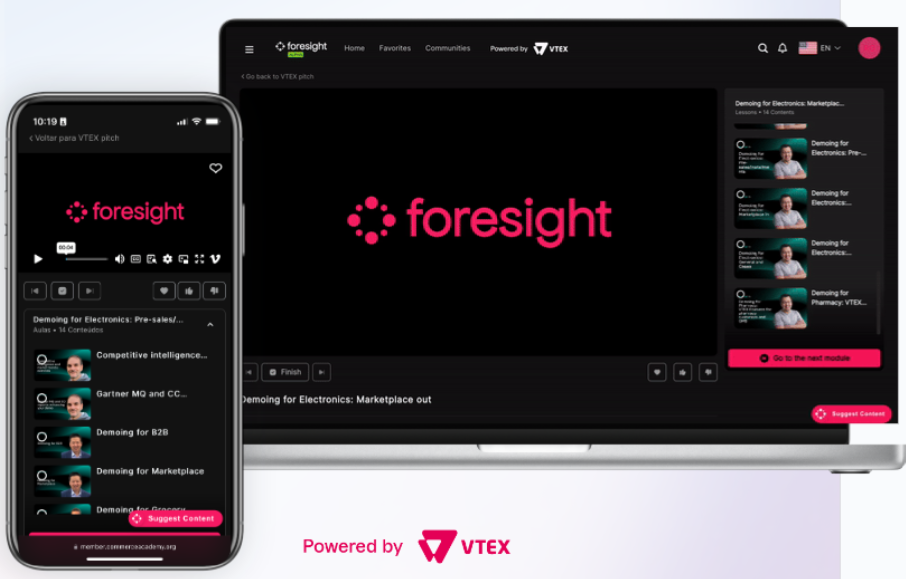 foresight
ALPHA
Home
Favorites
Communities
Powered by VTEX
EN
Go back to VTEX pitch
foresight
Finish
Demoing for Electronics: Marketplace out
Demoing for Electronics: Marketplac...
Lessons • 14 Contents
Demoing for
Electronics: Pre-...
Demoing for
Electronics:...
Demoing for
Electronics:...
Demoing for
Pharmacy: VTEX...
Go to the next module
Suggest Content
10:19
Voltar para VTEX pitch
foresight
00:04
Demoing for Electronics: Pre-sales/...
Aulas • 14 Conteúdos
Competitive intelligence...
Gartner MQ and CC...
Demoing for B2B
Demoing for Marketplace
Demoing for Grocery
Suggest Content
member.commerceacademy.org
Powered by VTEX